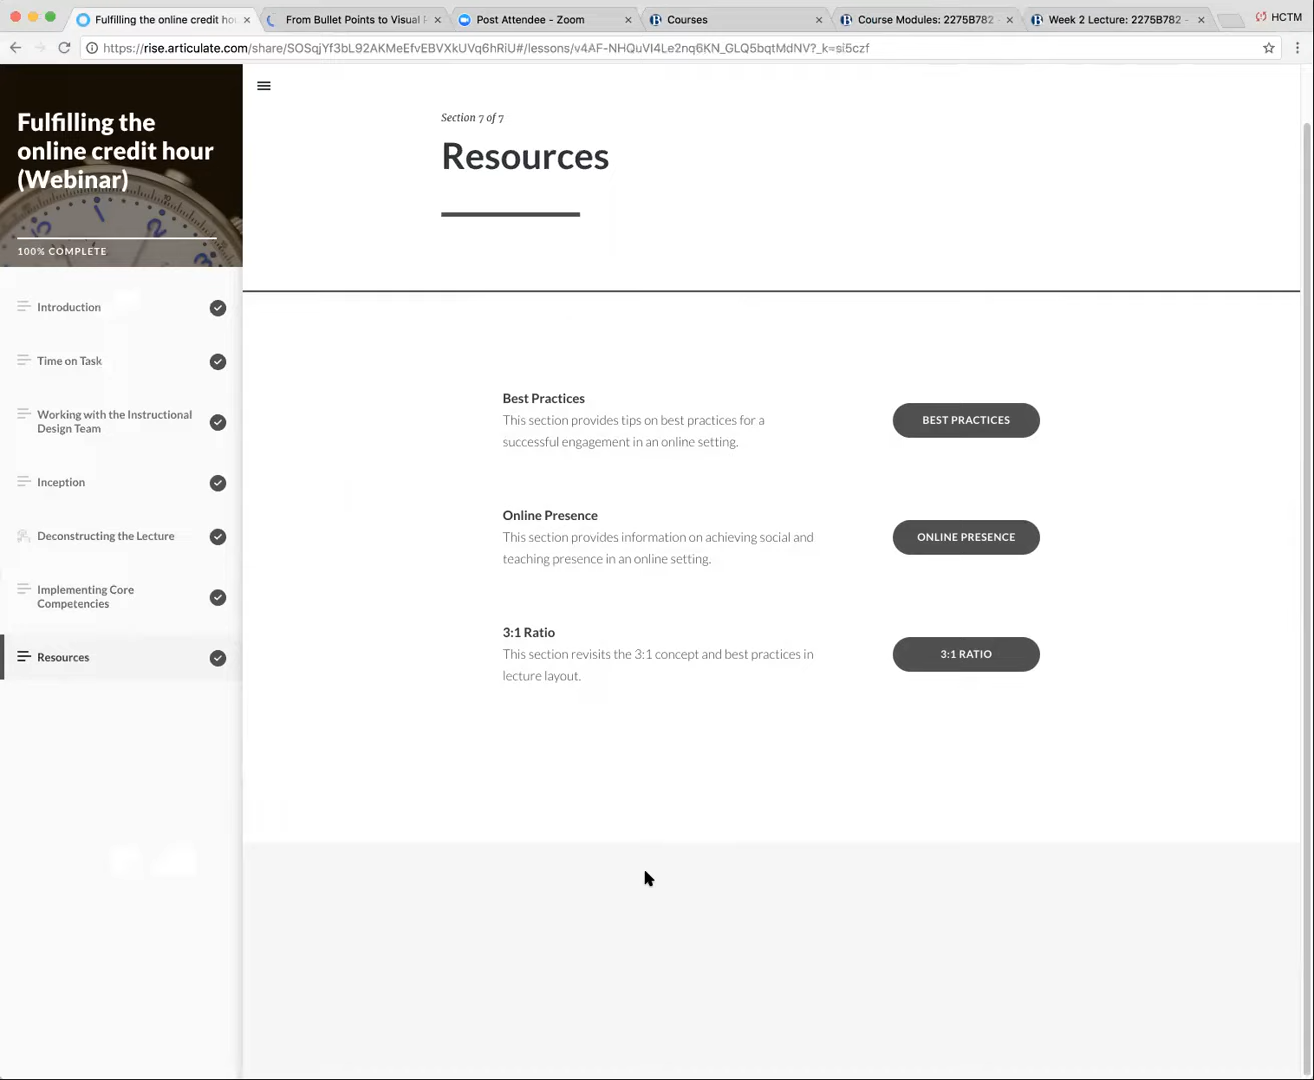 Fulfilling the online credit hou
From Bullet Points to Visual
Post Attendee - Zoom
Courses
Course Modules: 2275B782 -
Week 2 Lecture: 2275B782 -
HCTM
https://rise.articulate.com/share/SOSqjYf3bL92AKMeEfvEBVXkUVq6hRiU#/lessons/v4AF-NHQuVI4Le2nq6KN_GLQ5bqtMdNV?_k=si5czf
Fulfilling the
online credit hour
(Webinar)
100% COMPLETE
Introduction
Time on Task
Working with the Instructional
Design Team
Inception
Deconstructing the Lecture
Implementing Core
Competencies
Resources
Section 7 of 7
Resources
Best Practices
This section provides tips on best practices for a
successful engagement in an online setting.
BEST PRACTICES
Online Presence
This section provides information on achieving social and
teaching presence in an online setting.
ONLINE PRESENCE
3:1 Ratio
This section revisits the 3:1 concept and best practices in
lecture layout.
3:1 RATIO